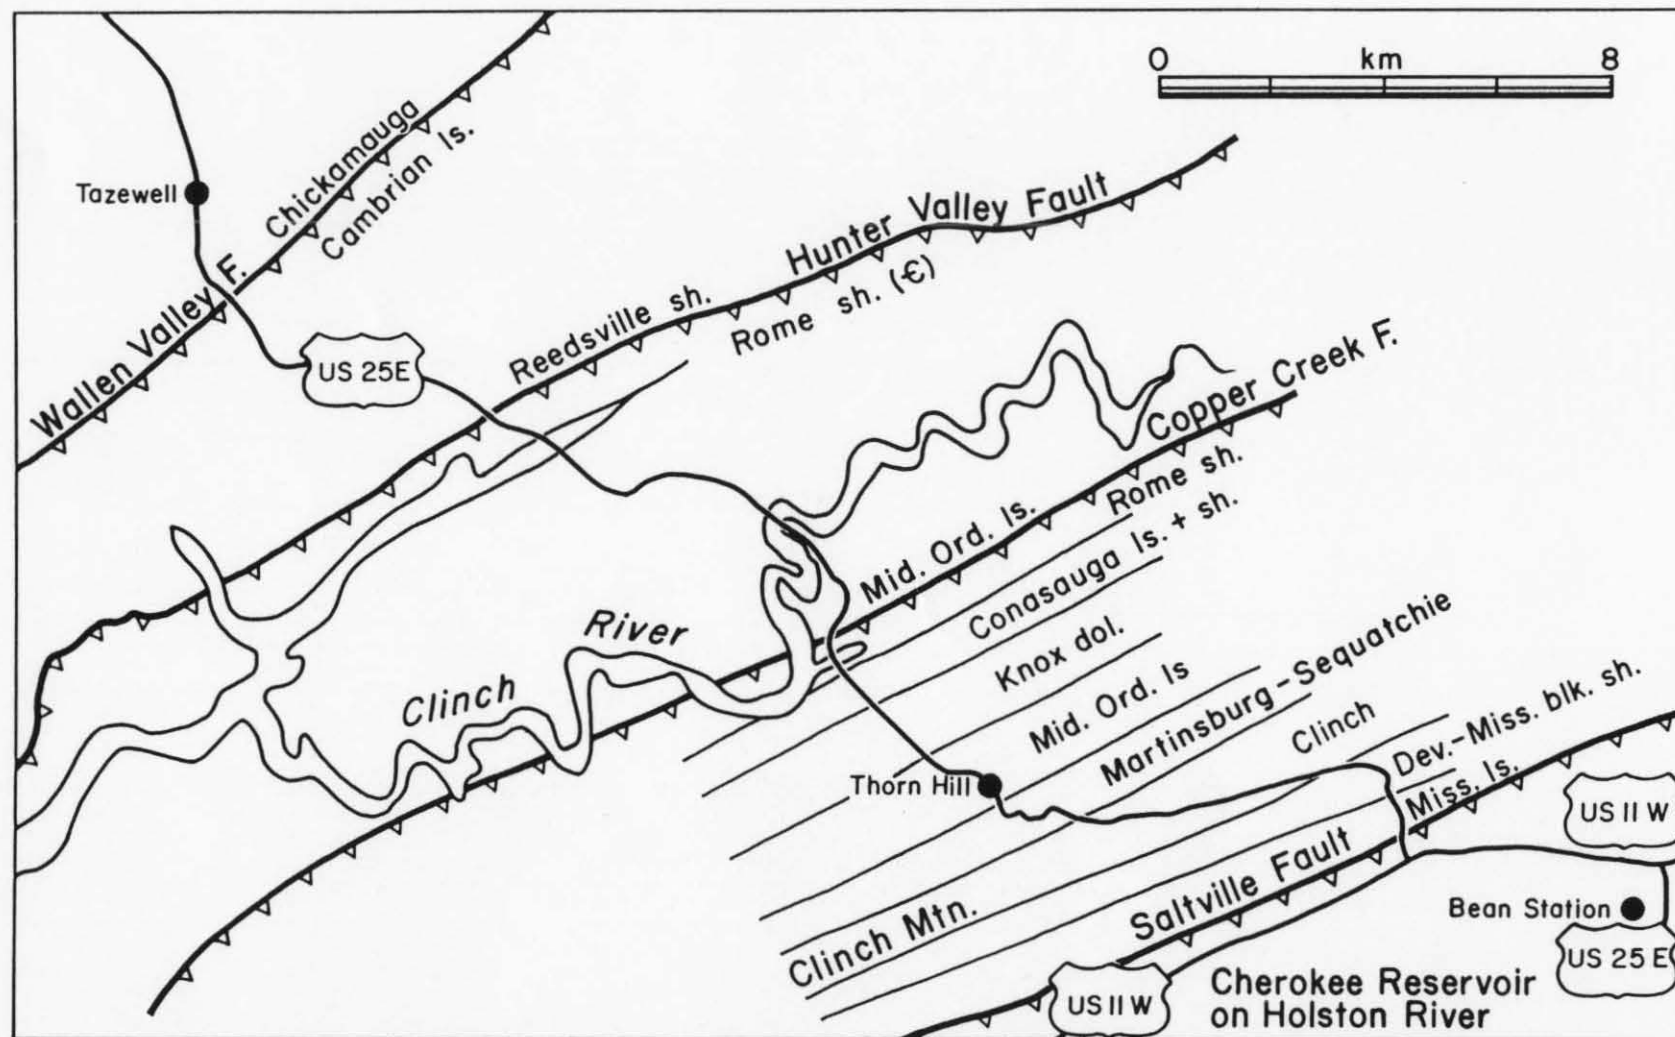 0 km 8
Chickamauga
Cambrian ls.
Tazewell
Wallen Valley F.
Hunter Valley Fault
Reedsville sh.
Rome sh. (Ꞓ)
US 25E
Copper Creek F.
Mid. Ord. ls.
Rome sh.
Conasauga ls. + sh.
Clinch River
Knox dol.
Mid. Ord. ls
Martinsburg-Sequatchie
Clinch
Dev.-Miss. blk. sh.
Miss. ls.
Thorn Hill
US 11 W
Saltville Fault
Bean Station
Clinch Mtn.
US 25 E
US 11 W
Cherokee Reservoir
on Holston River